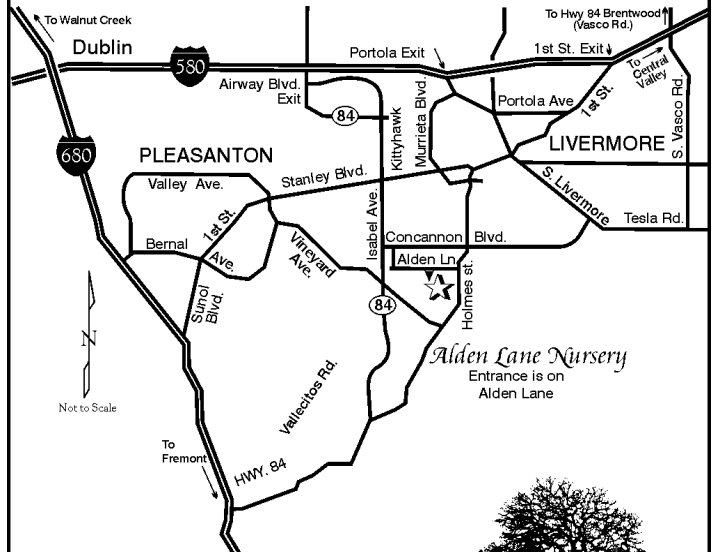 To Walnut Creek
To Hwy 84 Brentwood
(Vasco Rd.)
Dublin
Portola Exit
1st St. Exit
To
Central
Valley
580
Airway Blvd.
Exit
84
Kittyhawk
Murrieta Blvd.
Portola Ave
1st St.
S. Vasco Rd.
680
PLEASANTON
LIVERMORE
Valley Ave.
Stanley Blvd.
S. Livermore
1st St.
Isabel Ave.
Tesla Rd.
Bernal
Ave.
Vineyard
Ave.
Concannon Blvd.
Alden Ln.
Sunol
Blvd.
84
Holmes st.
N
Not to Scale
Alden Lane Nursery
Entrance is on
Alden Lane
Vallecitos Rd.
To
Fremont
HWY. 84